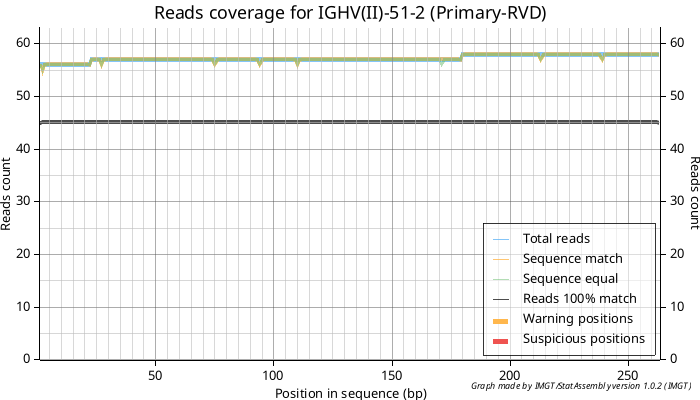 Reads coverage for IGHV(II)-51-2 (Primary-RVD)
60
60
50
50
40
40
30
30
20
20
10
10
0
0
Reads count
Reads count
Total reads
Sequence match
Sequence equal
Reads 100% match
Warning positions
Suspicious positions
50
100
150
200
250
Position in sequence (bp)
Graph made by IMGT/StatAssembly version 1.0.2 (IMGT)